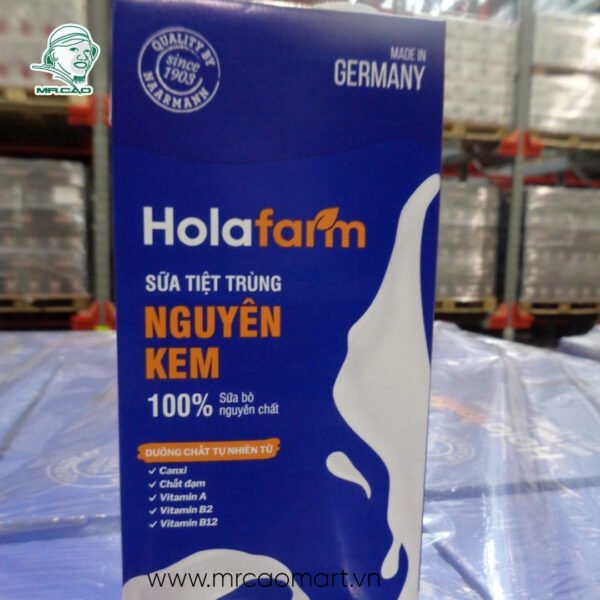 MR.CAO
QUALITY BY
since
1903
NAARMANN
MADE IN
GERMANY
Holafarm
SỮA TIỆT TRÙNG
NGUYÊN
KEM
100% Sữa bò
nguyên chất
DƯỠNG CHẤT TỰ NHIÊN TỪ
✓ Canxi
✓ Chất đạm
✓ Vitamin A
✓ Vitamin B2
✓ Vitamin B12
www.mrcaomart.vn